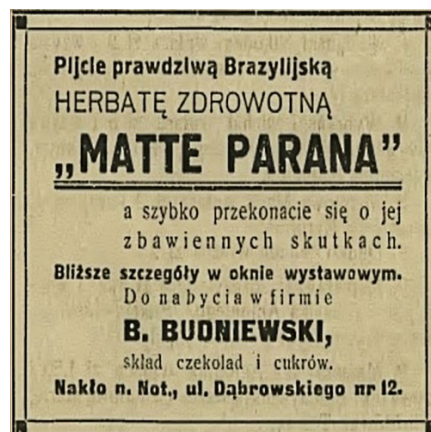 Pijcie prawdziwą Brazylijską
HERBATĘ ZDROWOTNĄ
„MATTE PARANA”
a szybko przekonacie się o jej
zbawiennych skutkach.
Bliższe szczegóły w oknie wystawowym.
Do nabycia w firmie
B. BUDNIEWSKI,
skład czekolad i cukrów.
Nakło n. Not., ul. Dąbrowskiego nr 12.